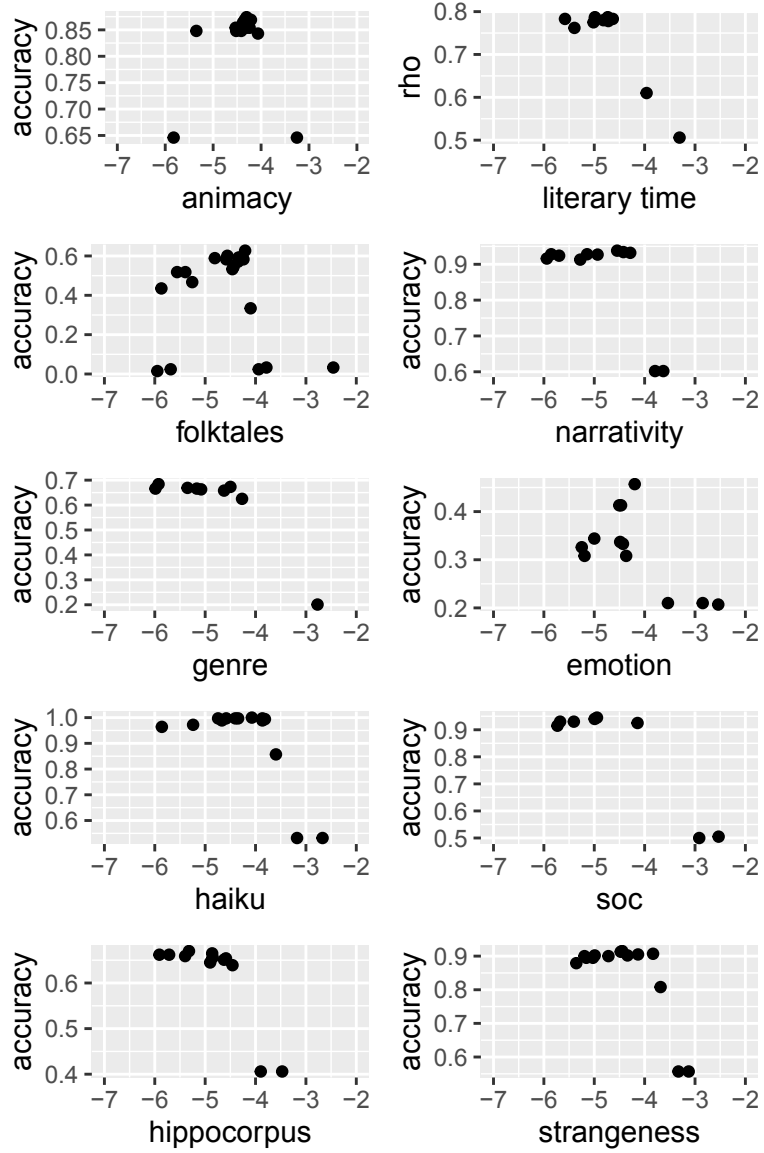 accuracy
0.85
0.80
0.75
0.70
0.65
−7 −6 −5 −4 −3 −2
animacy
rho
0.8
0.7
0.6
0.5
−7 −6 −5 −4 −3 −2
literary time
accuracy
0.6
0.4
0.2
0.0
−7 −6 −5 −4 −3 −2
folktales
accuracy
0.9
0.8
0.7
0.6
−7 −6 −5 −4 −3 −2
narrativity
accuracy
0.7
0.6
0.5
0.4
0.3
0.2
−7 −6 −5 −4 −3 −2
genre
accuracy
0.4
0.3
0.2
−7 −6 −5 −4 −3 −2
emotion
accuracy
1.0
0.9
0.8
0.7
0.6
−7 −6 −5 −4 −3 −2
haiku
accuracy
0.9
0.8
0.7
0.6
0.5
−7 −6 −5 −4 −3 −2
soc
accuracy
0.6
0.5
0.4
−7 −6 −5 −4 −3 −2
hippocorpus
accuracy
0.9
0.8
0.7
0.6
−7 −6 −5 −4 −3 −2
strangeness